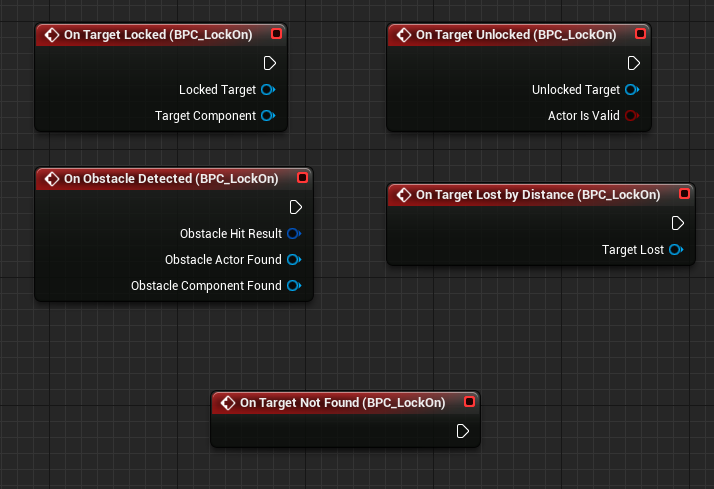 On Target Locked (BPC_LockOn)
Locked Target
Target Component
On Target Unlocked (BPC_LockOn)
Unlocked Target
Actor Is Valid
On Obstacle Detected (BPC_LockOn)
Obstacle Hit Result
Obstacle Actor Found
Obstacle Component Found
On Target Lost by Distance (BPC_LockOn)
Target Lost
On Target Not Found (BPC_LockOn)